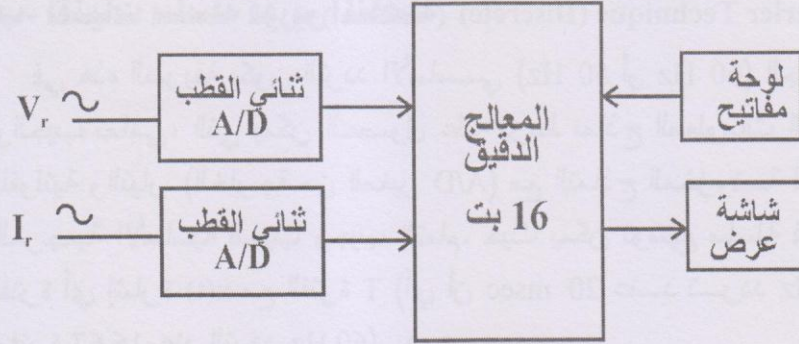 V_r
ثنائي القطب
A/D
I_r
ثنائي القطب
A/D
المعالج
الدقيق
16 بت
لوحة
مفاتيح
شاشة
عرض